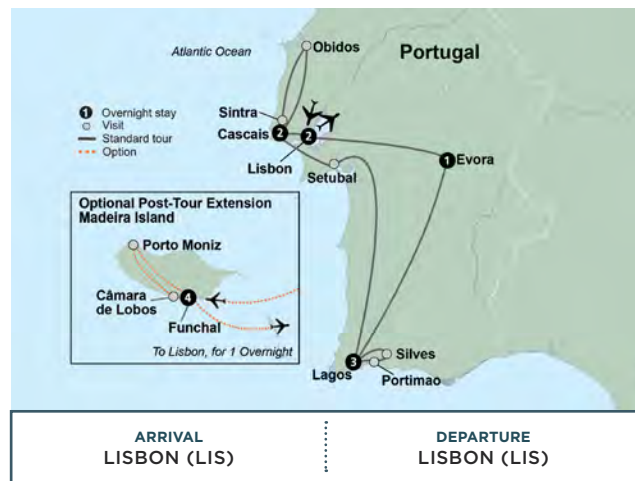 Atlantic Ocean
Obidos
Portugal
1 Overnight stay
Visit
Standard tour
Option
Sintra
Cascais
2
2
Lisbon
Setubal
1
Evora
Optional Post-Tour Extension
Madeira Island
Porto Moniz
Câmara
de Lobos
4
Funchal
To Lisbon, for 1 Overnight
Lagos
3
Silves
Portimao
ARRIVAL
LISBON (LIS)
DEPARTURE
LISBON (LIS)